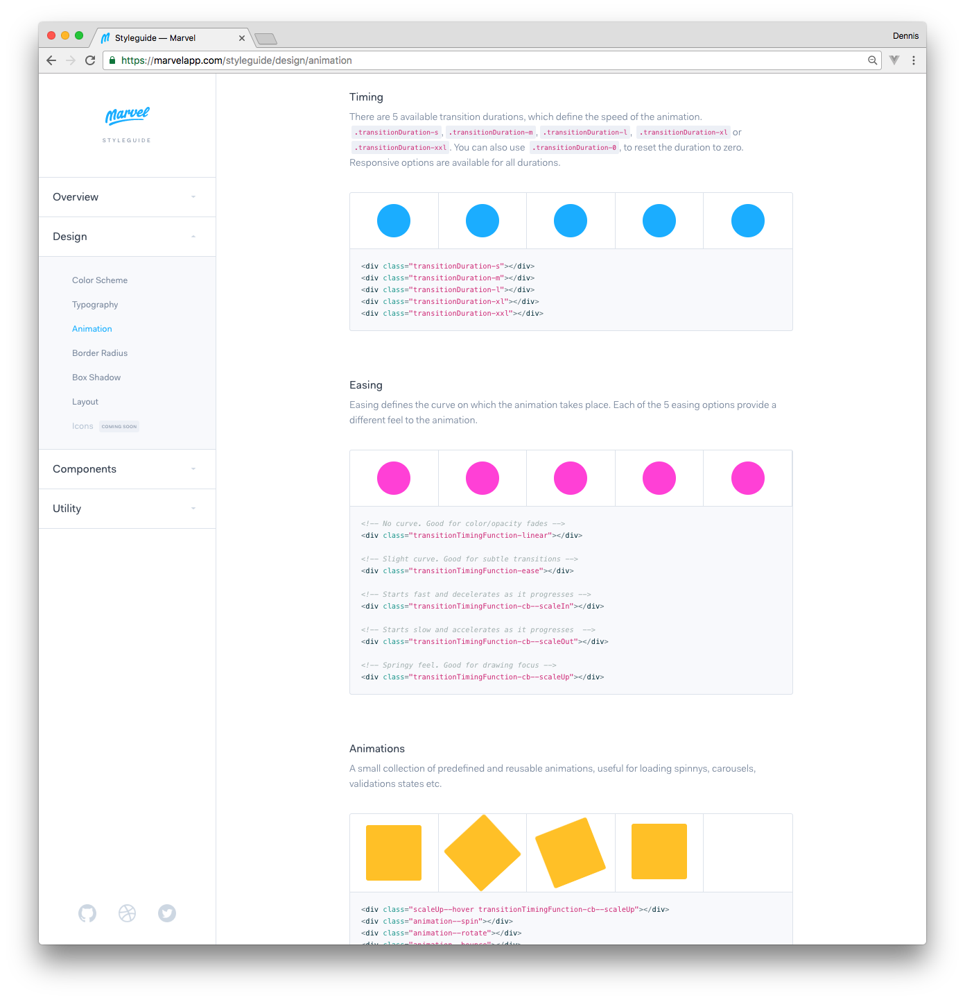 Styleguide — Marvel
Dennis
https://marvelapp.com/styleguide/design/animation
Marvel
STYLEGUIDE
Overview
Design
Color Scheme
Typography
Animation
Border Radius
Box Shadow
Layout
Icons COMING SOON
Components
Utility
Timing
There are 5 available transition durations, which define the speed of the animation.
.transitionDuration-s, .transitionDuration-m, .transitionDuration-l, .transitionDuration-xl or
.transitionDuration-xxl. You can also use .transitionDuration-0, to reset the duration to zero.
Responsive options are available for all durations.
<div class="transitionDuration-s"></div>
<div class="transitionDuration-m"></div>
<div class="transitionDuration-l"></div>
<div class="transitionDuration-xl"></div>
<div class="transitionDuration-xxl"></div>
Easing
Easing defines the curve on which the animation takes place. Each of the 5 easing options provide a
different feel to the animation.
<!-- No curve. Good for color/opacity fades -->
<div class="transitionTimingFunction-linear"></div>
<!-- Slight curve. Good for subtle transitions -->
<div class="transitionTimingFunction-ease"></div>
<!-- Starts fast and decelerates as it progresses -->
<div class="transitionTimingFunction-cb--scaleIn"></div>
<!-- Starts slow and accelerates as it progresses  -->
<div class="transitionTimingFunction-cb--scaleOut"></div>
<!-- Springy feel. Good for drawing focus -->
<div class="transitionTimingFunction-cb--scaleUp"></div>
Animations
A small collection of predefined and reusable animations, useful for loading spinnys, carousels,
validations states etc.
<div class="scaleUp--hover transitionTimingFunction-cb--scaleUp"></div>
<div class="animation--spin"></div>
<div class="animation--rotate"></div>
<div class="animation--bounce"></div>